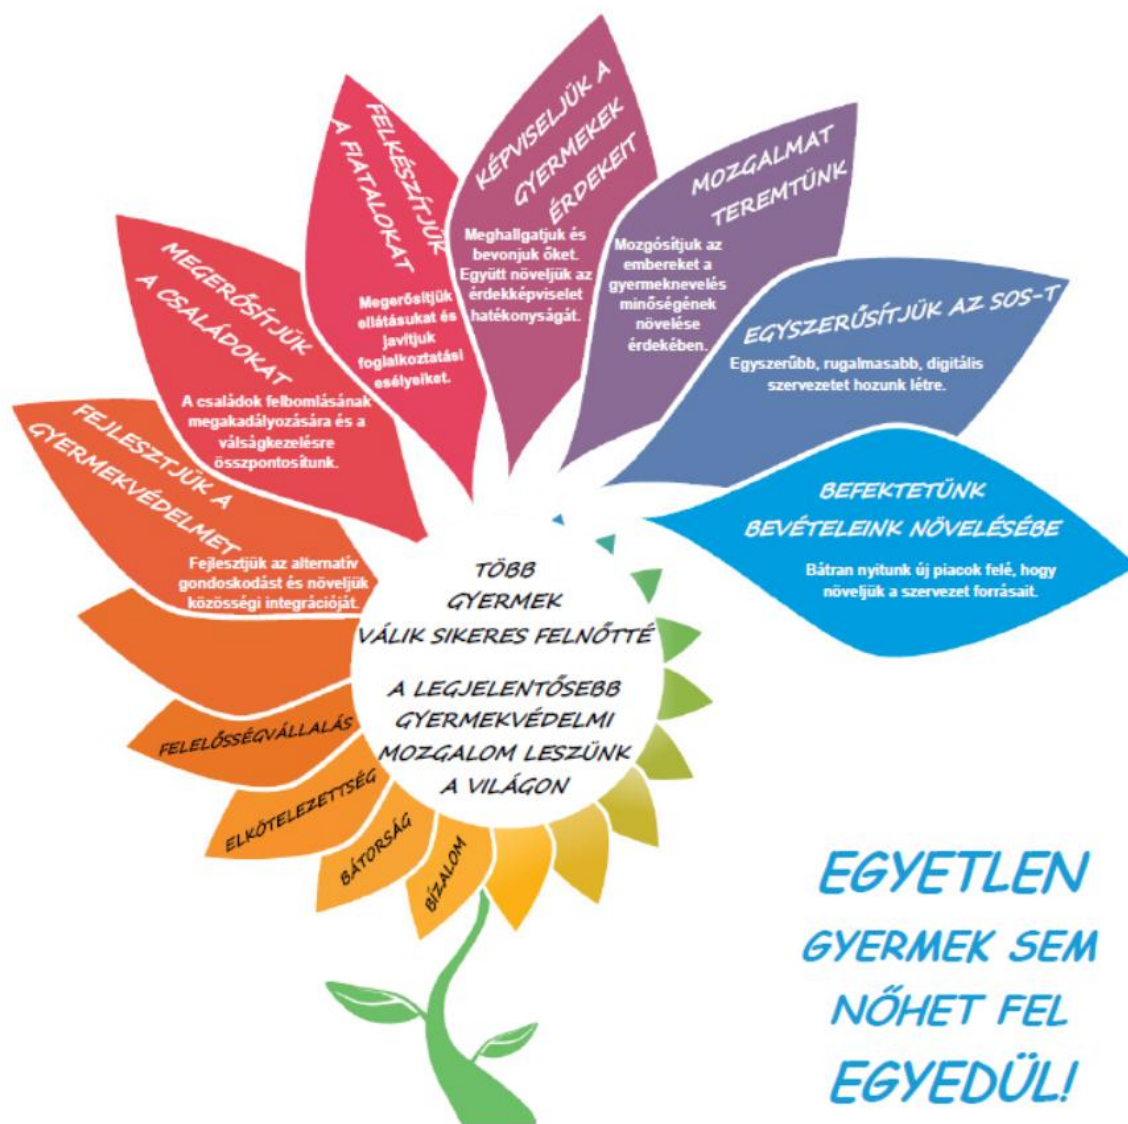 FEJLESZTJÜK A
GYERMEKVÉDELMET
Fejlesztjük az alternatív
gondoskodást és növeljük
közösségi integrációját.
MEGERŐSÍTJÜK
A CSALÁDOKAT
A családok felbomlásának
megakadályozására és a
válságkezelésre
összpontosítunk.
FELKÉSZÍTJÜK
A FIATALOKAT
Megerősítjük
ellátásukat és
javítjuk
foglalkoztatási
esélyeiket.
KÉPVISELJÜK A
GYERMEKEK
ÉRDEKEIT
Meghallgatjuk és
bevonjuk őket.
Együtt növeljük az
érdekképviselet
hatékonyságát.
MOZGALMAT
TEREMTÜNK
Mozgósítjuk az
embereket a
gyermeknevelés
minőségének
növelése
érdekében.
EGYSZERŰSÍTJÜK AZ SOS-T
Egyszerűbb, rugalmasabb, digitális
szervezetet hozunk létre.
BEFEKTETÜNK
BEVÉTELEINK NÖVELÉSÉBE
Bátran nyitunk új piacok felé, hogy
növeljük a szervezet forrásait.
TÖBB
GYERMEK
VÁLIK SIKERES FELNŐTTÉ
A LEGJELENTŐSEBB
GYERMEKVÉDELMI
MOZGALOM LESZÜNK
A VILÁGON
FELELŐSSÉGVÁLLALÁS
ELKÖTELEZETTSÉG
BÁTORSÁG
BÍZALOM
EGYETLEN
GYERMEK SEM
NŐHET FEL
EGYEDÜL!